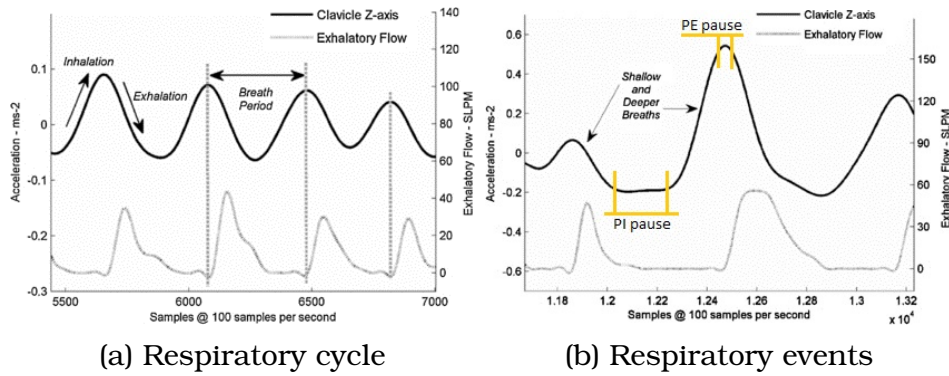 Clavicle Z-axis
Exhalatory Flow
Inhalation
Exhalation
Breath
Period
Acceleration - ms-2
0.1
0
-0.1
-0.2
-0.3
Exhalatory Flow - SLPM
140
120
100
80
60
40
20
0
5500
6000
6500
7000
Samples @ 100 samples per second
(a) Respiratory cycle
Clavicle Z-axis
Exhalatory Flow
PE pause
Shallow
and
Deeper
Breaths
PI pause
Acceleration - ms-2
0.6
0.4
0.2
0
-0.2
-0.4
-0.6
Exhalatory Flow - SLPM
150
120
90
60
30
0
1.18
1.2
1.22
1.24
1.26
1.28
1.3
1.32
x 10⁴
Samples @ 100 samples per second
(b) Respiratory events